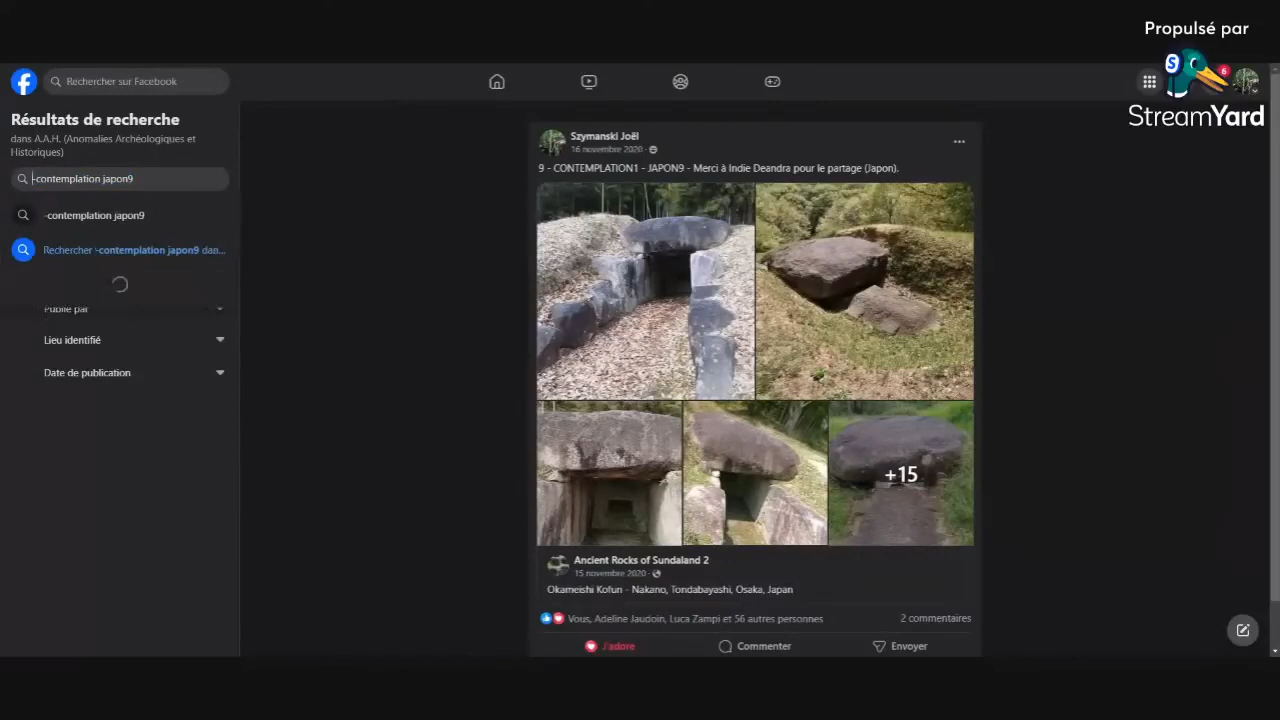 Propulsé par
StreamYard
Rechercher sur Facebook
6
Résultats de recherche
dans A.A.H. (Anomalies Archéologiques et
Historiques)
-contemplation japon9
-contemplation japon9
Rechercher -contemplation japon9 dan...
Publié par
Lieu identifié
Date de publication
Szymanski Joël
16 novembre 2020
9 - CONTEMPLATION1 - JAPON9 - Merci à Indie Deandra pour le partage (Japon).
+15
Ancient Rocks of Sundaland 2
15 novembre 2020
Okameishi Kofun - Nakano, Tondabayashi, Osaka, Japan
Vous, Adeline Jaudoin, Luca Zampi et 56 autres personnes
2 commentaires
J'adore
Commenter
Envoyer